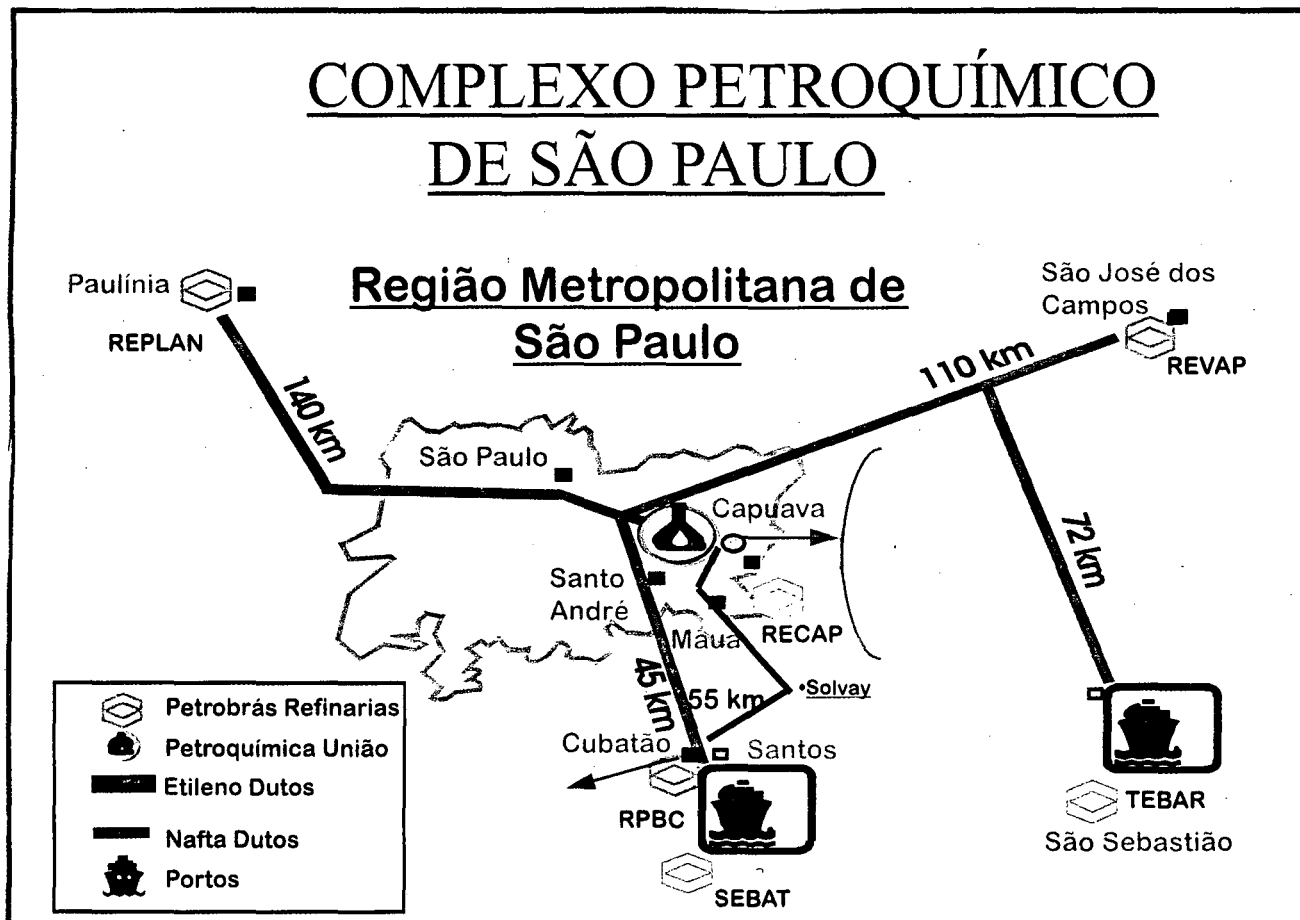 COMPLEXO PETROQUÍMICO
DE SÃO PAULO
Região Metropolitana de
São Paulo
Paulínia
REPLAN
São José dos
Campos
REVAP
110 km
140 km
São Paulo
Capuava
72 km
Santo
André
Mauá
RECAP
45 km
55 km
Solvay
Cubatão
Santos
RPBC
SEBAT
TEBAR
São Sebastião
Petrobrás Refinarias
Petroquímica União
Etileno Dutos
Nafta Dutos
Portos